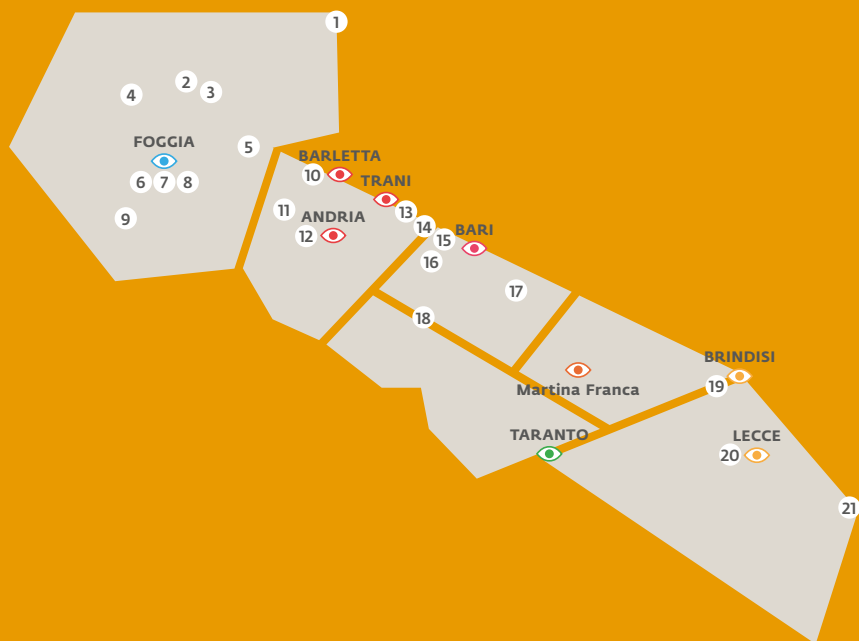 1
2
3
4
FOGGIA
5
6 7 8
9
BARLETTA
10
TRANI
11
ANDRIA
12
13
14
15
BARI
16
17
18
Martina Franca
BRINDISI
19
TARANTO
LECCE
20
21